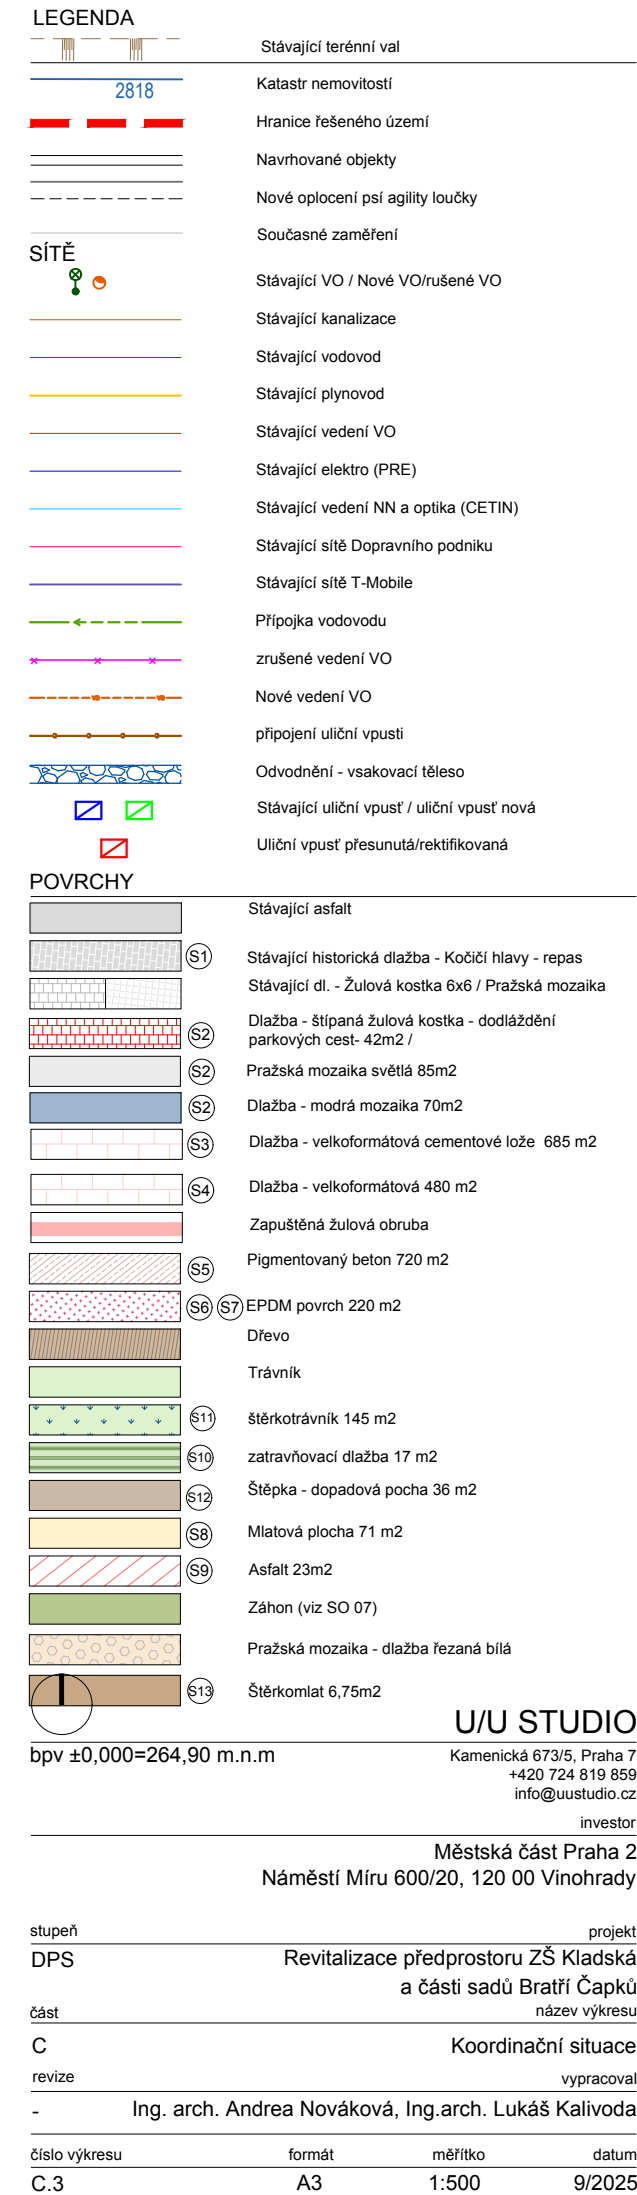 LEGENDA
Stávající terénní val
2818
Katastr nemovitostí
Hranice řešeného území
Navrhované objekty
Nové oplocení psí agility loučky
Současné zaměření
SÍTĚ
Stávající VO / Nové VO/rušené VO
Stávající kanalizace
Stávající vodovod
Stávající plynovod
Stávající vedení VO
Stávající elektro (PRE)
Stávající vedení NN a optika (CETIN)
Stávající sítě Dopravního podniku
Stávající sítě T-Mobile
Přípojka vodovodu
zrušené vedení VO
Nové vedení VO
připojení uliční vpusti
Odvodnění - vsakovací těleso
Stávající uliční vpusť / uliční vpusť nová
Uliční vpusť přesunutá/rektifikovaná
POVRCHY
Stávající asfalt
S1 Stávající historická dlažba - Kočičí hlavy - repas
Stávající dl. - Žulová kostka 6x6 / Pražská mozaika
S2 Dlažba - štípaná žulová kostka - dodláždění
parkových cest- 42m2 /
S2 Pražská mozaika světlá 85m2
S2 Dlažba - modrá mozaika 70m2
S3 Dlažba - velkoformátová cementové lože 685 m2
S4 Dlažba - velkoformátová 480 m2
Zapuštěná žulová obruba
S5 Pigmentovaný beton 720 m2
S6 S7 EPDM povrch 220 m2
Dřevo
Trávník
S11 štěrkotrávník 145 m2
S10 zatravňovací dlažba 17 m2
S12 Štěpka - dopadová pocha 36 m2
S8 Mlatová plocha 71 m2
S9 Asfalt 23m2
Záhon (viz SO 07)
Pražská mozaika - dlažba řezaná bílá
S13 Štěrkomlat 6,75m2
U/U STUDIO
bpv ±0,000=264,90 m.n.m
Kamenická 673/5, Praha 7
+420 724 819 859
info@uustudio.cz
investor
Městská část Praha 2
Náměstí Míru 600/20, 120 00 Vinohrady
stupeň projekt
DPS Revitalizace předprostoru ZŠ Kladská
a části sadů Bratří Čapků
část název výkresu
C Koordinační situace
revize vypracoval
- Ing. arch. Andrea Nováková, Ing.arch. Lukáš Kalivoda
číslo výkresu formát měřítko datum
C.3 A3 1:500 9/2025